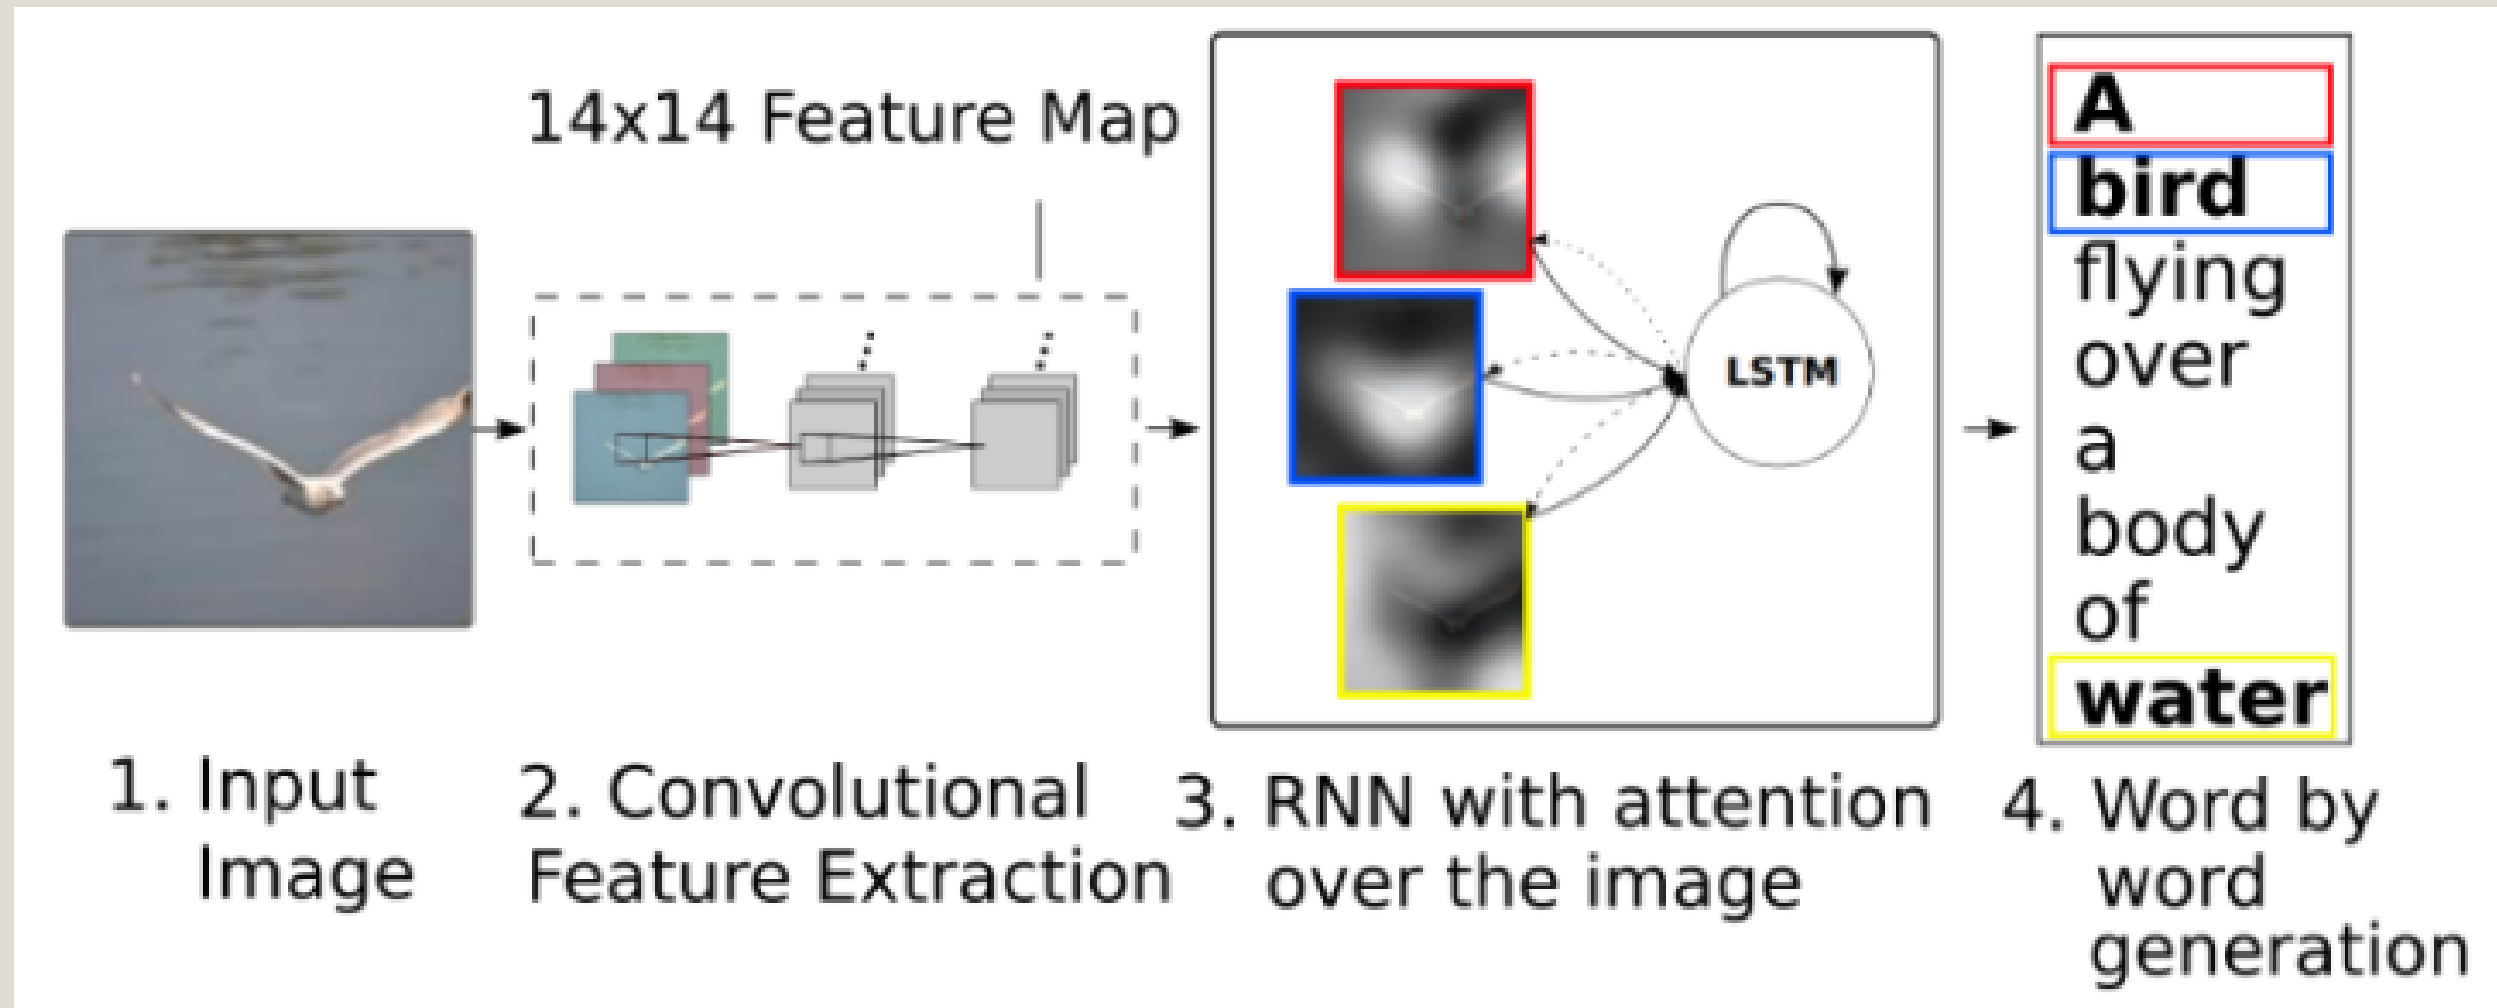 14x14 Feature Map
LSTM
A
bird
flying
over
a
body
of
water
1. Input
Image
2. Convolutional
Feature Extraction
3. RNN with attention
over the image
4. Word by
word
generation